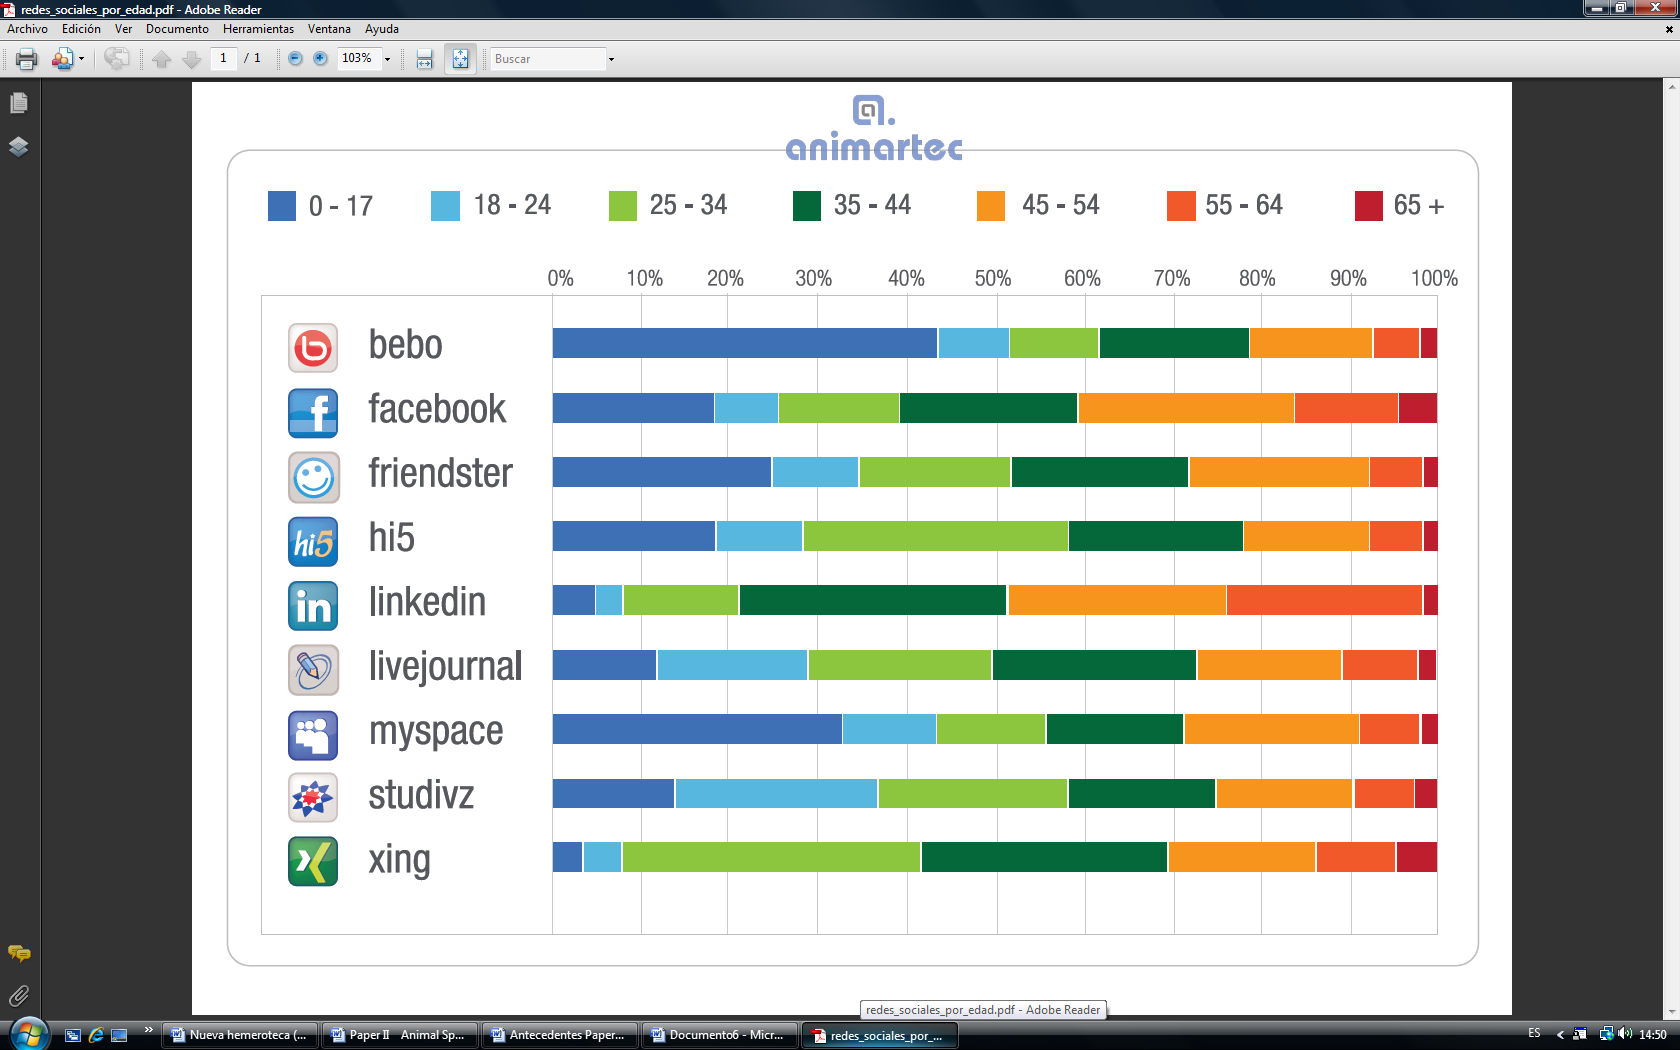 redes_sociales_por_edad.pdf - Adobe Reader
Archivo Edición Ver Documento Herramientas Ventana Ayuda
1 / 1 103% Buscar
a.
animartec
0 - 17 18 - 24 25 - 34 35 - 44 45 - 54 55 - 64 65 +
0% 10% 20% 30% 40% 50% 60% 70% 80% 90% 100%
b bebo
f facebook
friendster
hi5 hi5
in linkedin
livejournal
myspace
studivz
xing
redes_sociales_por_edad.pdf - Adobe Reader
Nueva hemeroteca (... Paper II Animal Sp... Antecedentes Paper... Documento6 - Micr... redes_sociales_por_... ES 14:50